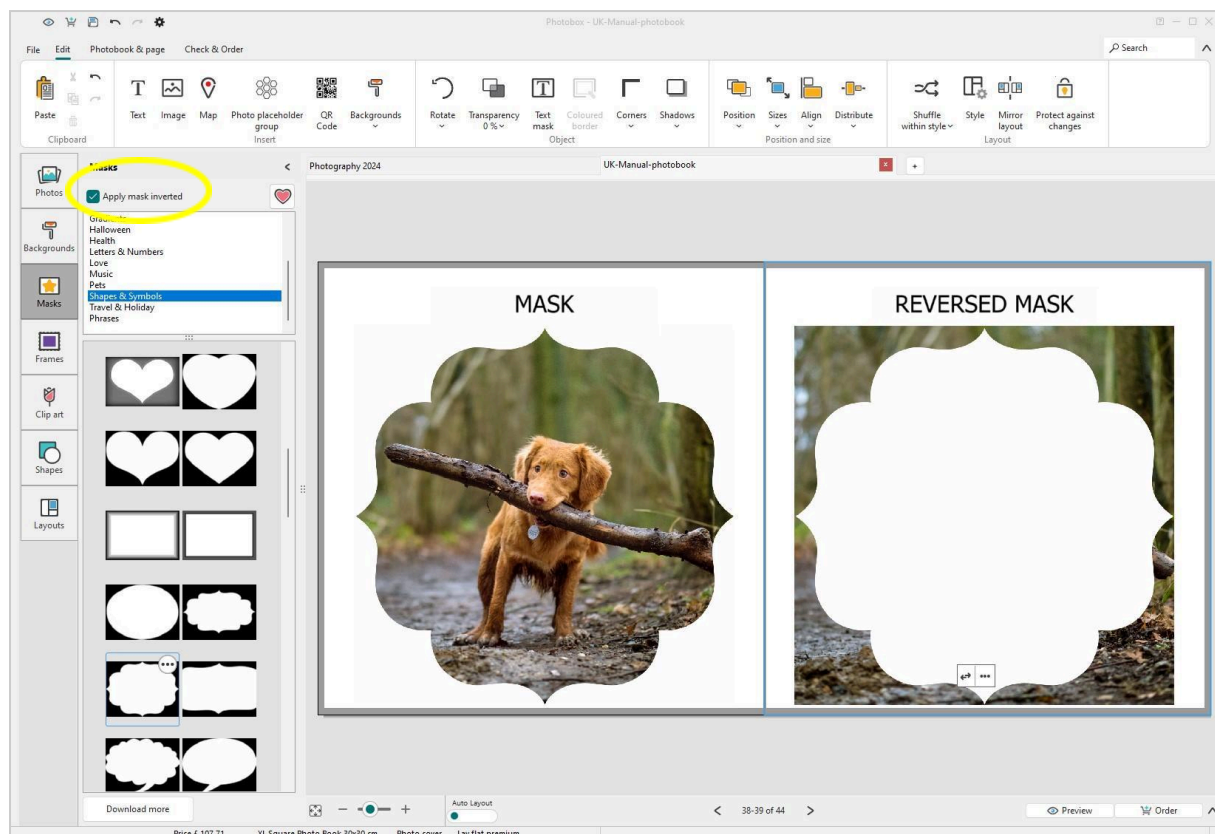 Photobox - UK-Manual-photobook
File Edit Photobook & page Check & Order
Search
Paste
Text
Image
Map
Photo placeholder
group
QR
Code
Backgrounds
Rotate
Transparency
0 %
Text
mask
Coloured
border
Corners
Shadows
Position
Sizes
Align
Distribute
Shuffle
within style
Style
Mirror
layout
Protect against
changes
Clipboard
Insert
Object
Position and size
Layout
Photos
Backgrounds
Masks
Frames
Clip art
Shapes
Layouts
Masks
Apply mask inverted
Gradients
Halloween
Health
Letters & Numbers
Love
Music
Pets
Shapes & Symbols
Travel & Holiday
Phrases
Download more
Photography 2024
UK-Manual-photobook
MASK
REVERSED MASK
Auto Layout
38-39 of 44
Preview
Order
Price £ 107.71 XL Square Photo Book 30x30 cm Photo cover Lay flat premium